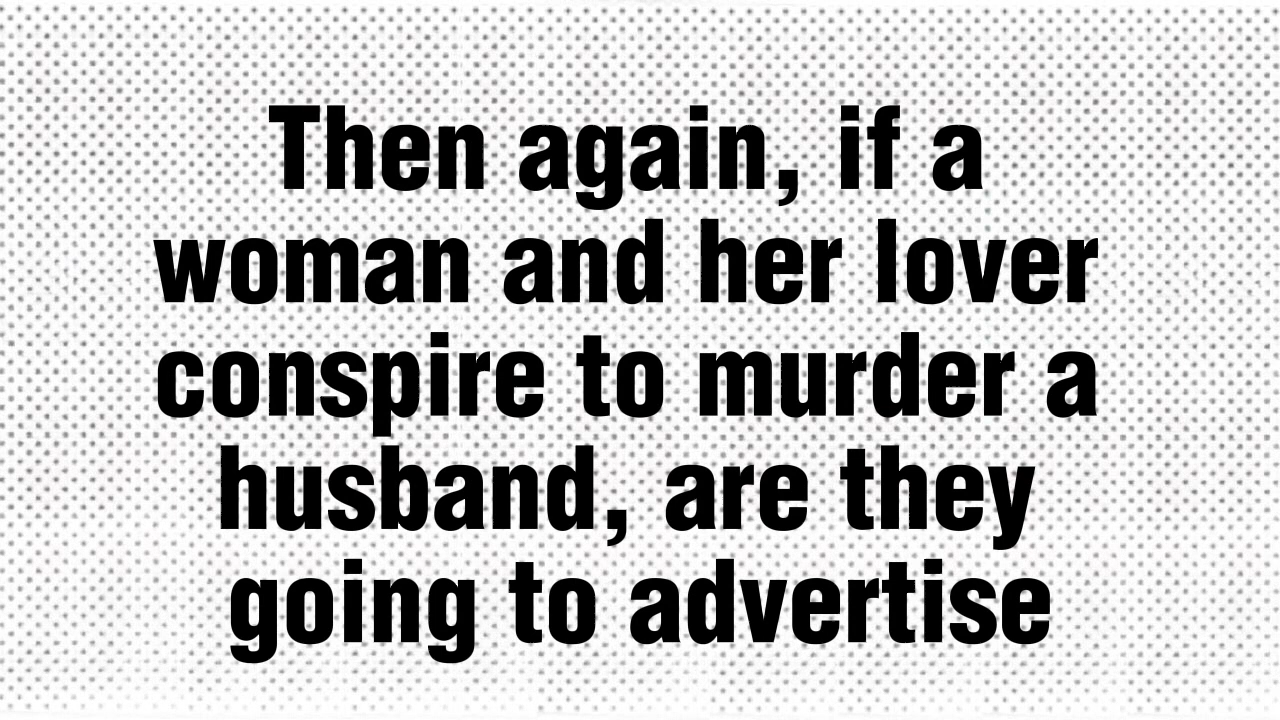 Then again, if a
woman and her lover
conspire to murder a
husband, are they
going to advertise